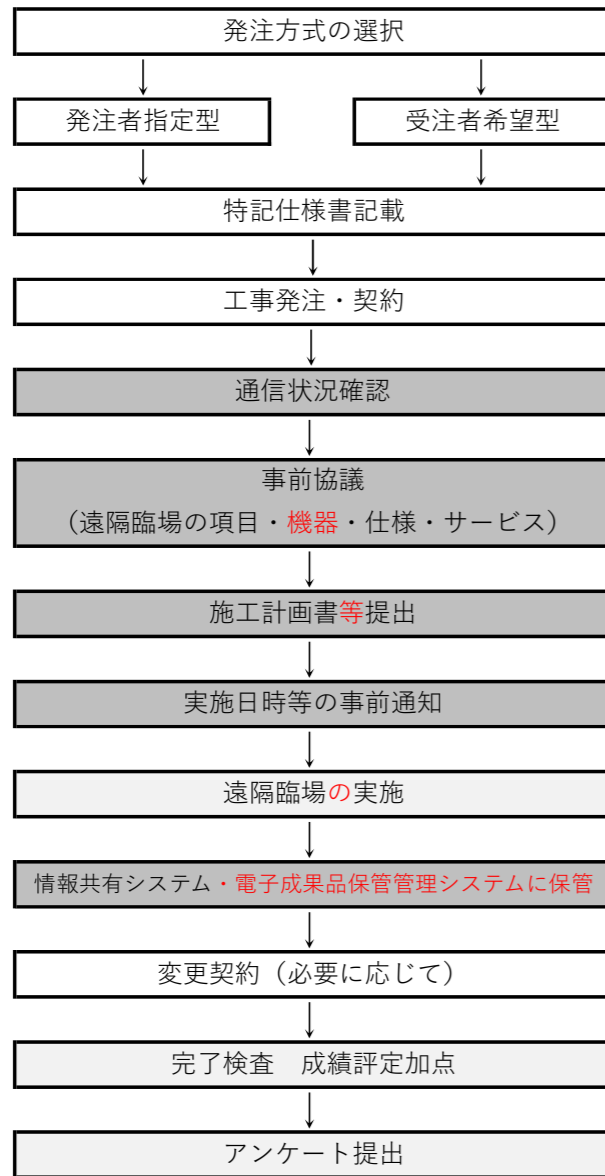 発注方式の選択
発注者指定型
受注者希望型
特記仕様書記載
工事発注・契約
通信状況確認
事前協議
（遠隔臨場の項目・機器・仕様・サービス）
施工計画書等提出
実施日時等の事前通知
遠隔臨場の実施
情報共有システム・電子成果品保管管理システムに保管
変更契約（必要に応じて）
完了検査　成績評定加点
アンケート提出